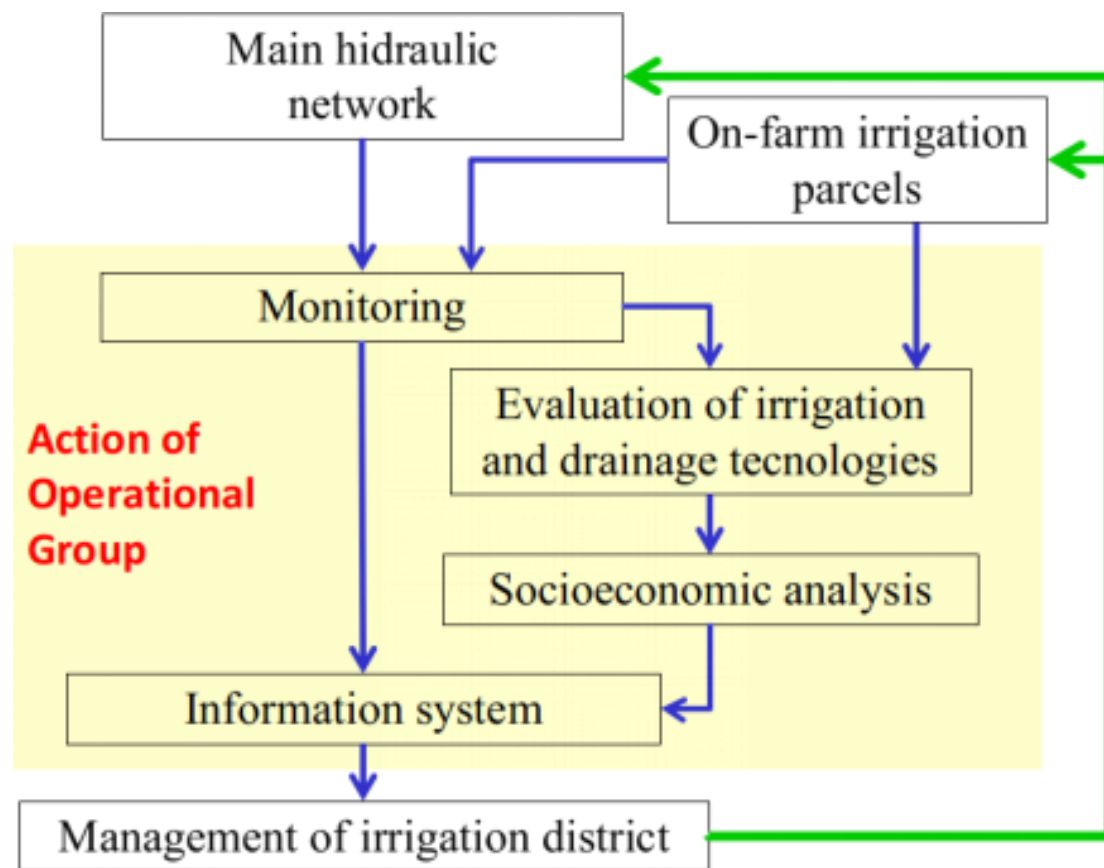 Main hidraulic
network
On-farm irrigation
parcels
Monitoring
Evaluation of irrigation
and drainage tecnologies
Action of
Operational
Group
Socioeconomic analysis
Information system
Management of irrigation district